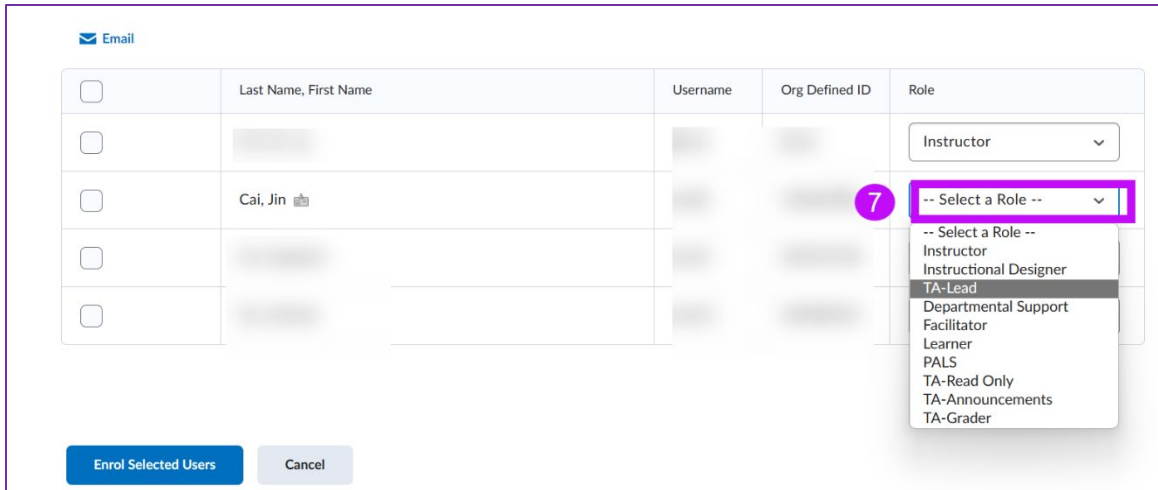 Email
Last Name, First Name Username Org Defined ID Role
Instructor
Cai, Jin 7 -- Select a Role --
-- Select a Role --
Instructor
Instructional Designer
TA-Lead
Departmental Support
Facilitator
Learner
PALS
TA-Read Only
TA-Announcements
TA-Grader
Enrol Selected Users Cancel